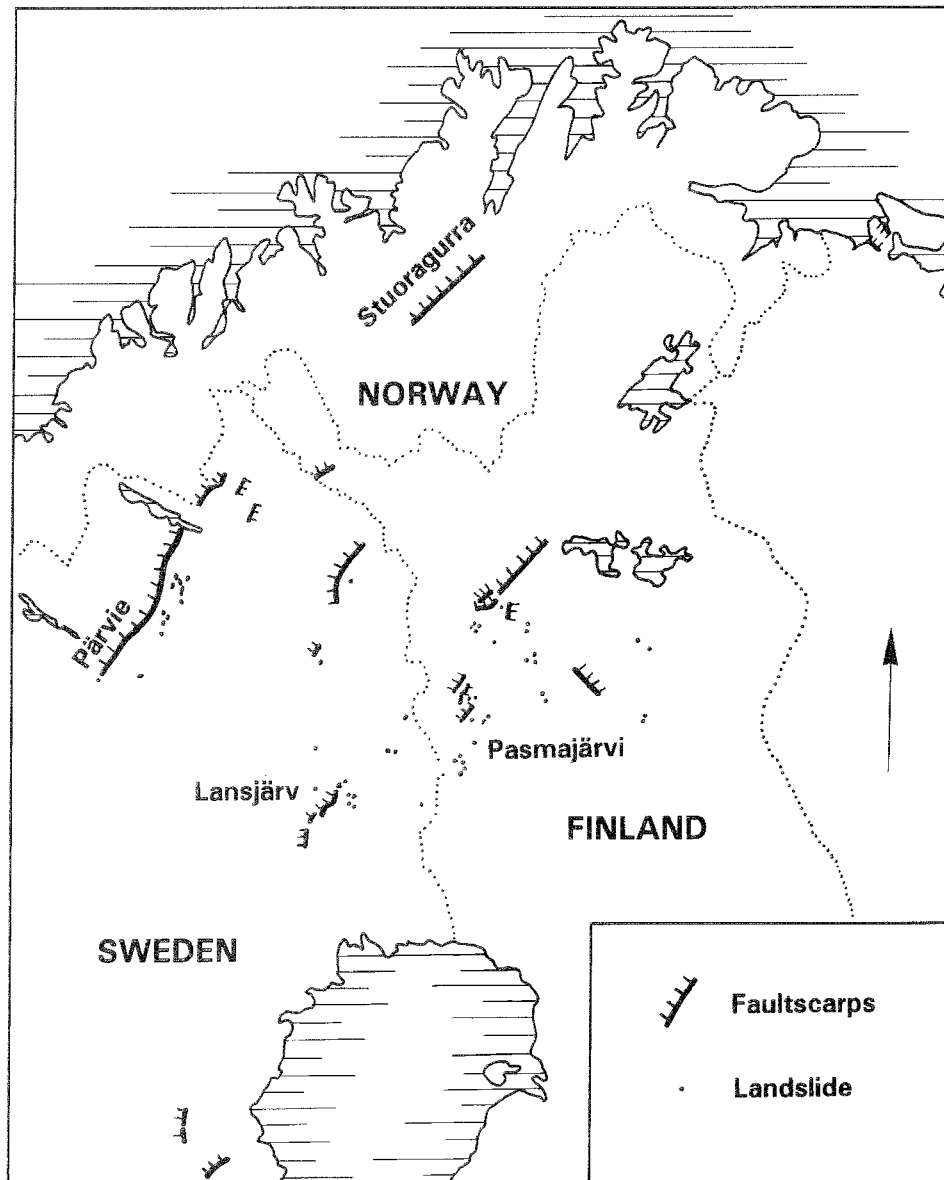 Stuoragurra
NORWAY
Pärvie
Pasmajärvi
Lansjärv
FINLAND
SWEDEN
Faultscarps
Landslide